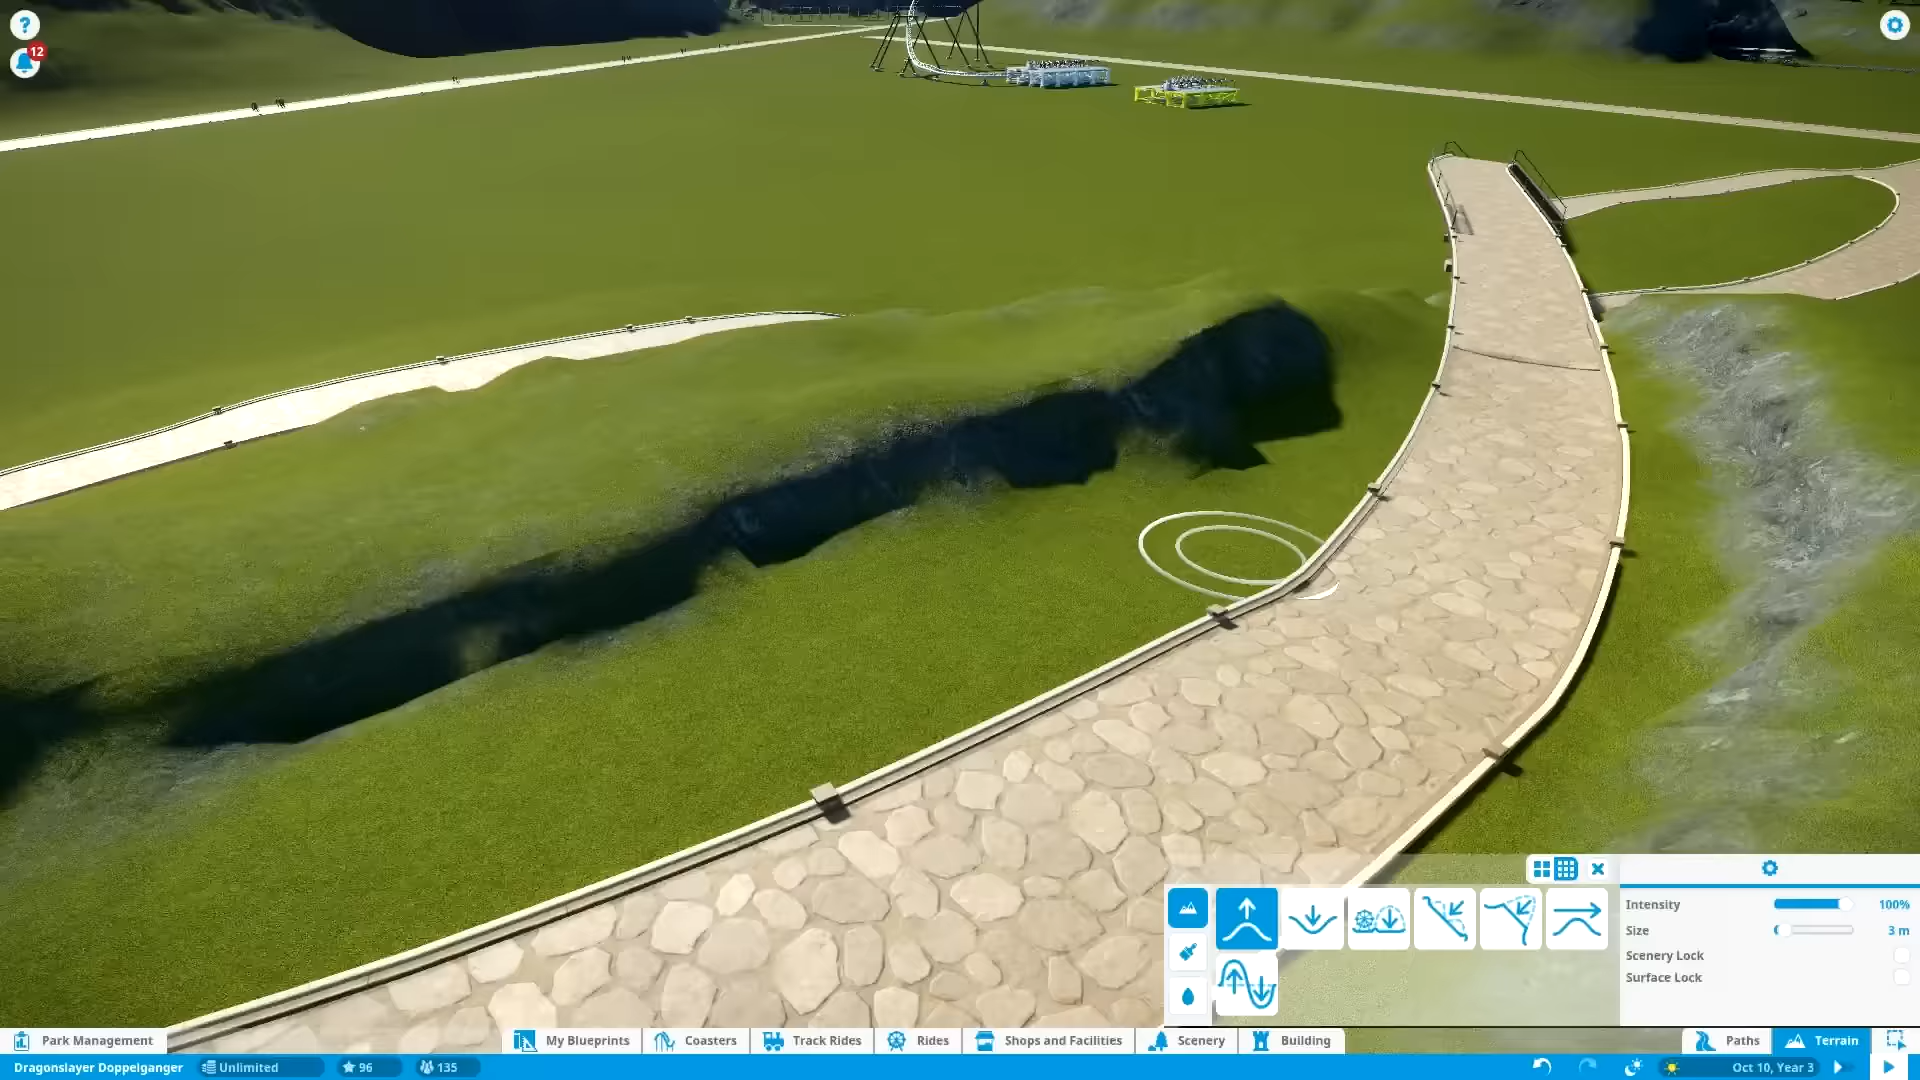 ?
12
Intensity 100%
Size 3 m
Scenery Lock
Surface Lock
Park Management My Blueprints Coasters Track Rides Rides Shops and Facilities Scenery Building Paths Terrain
Dragonslayer Doppelganger Unlimited 96 135 Oct 10, Year 3